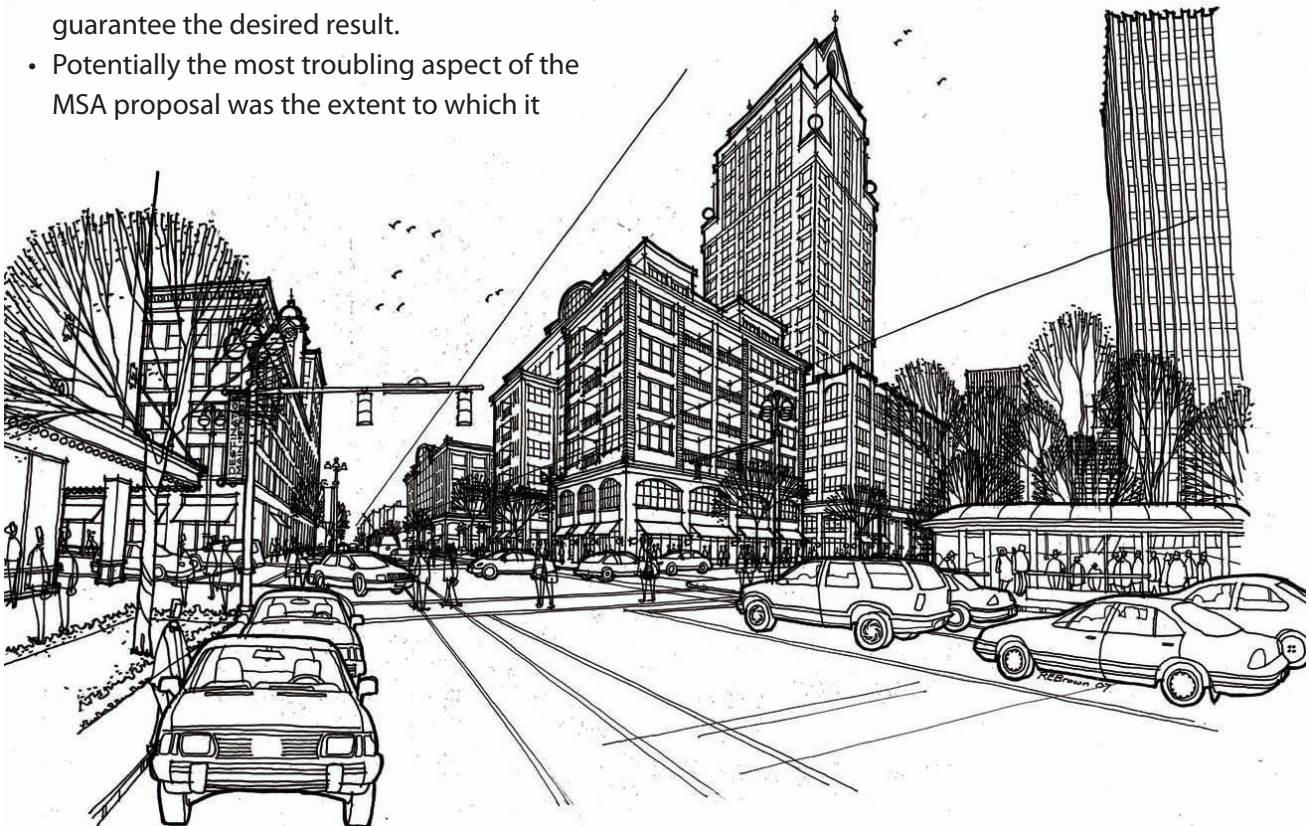 guarantee the desired result.
• Potentially the most troubling aspect of the
MSA proposal was the extent to which it
REBrown 07.